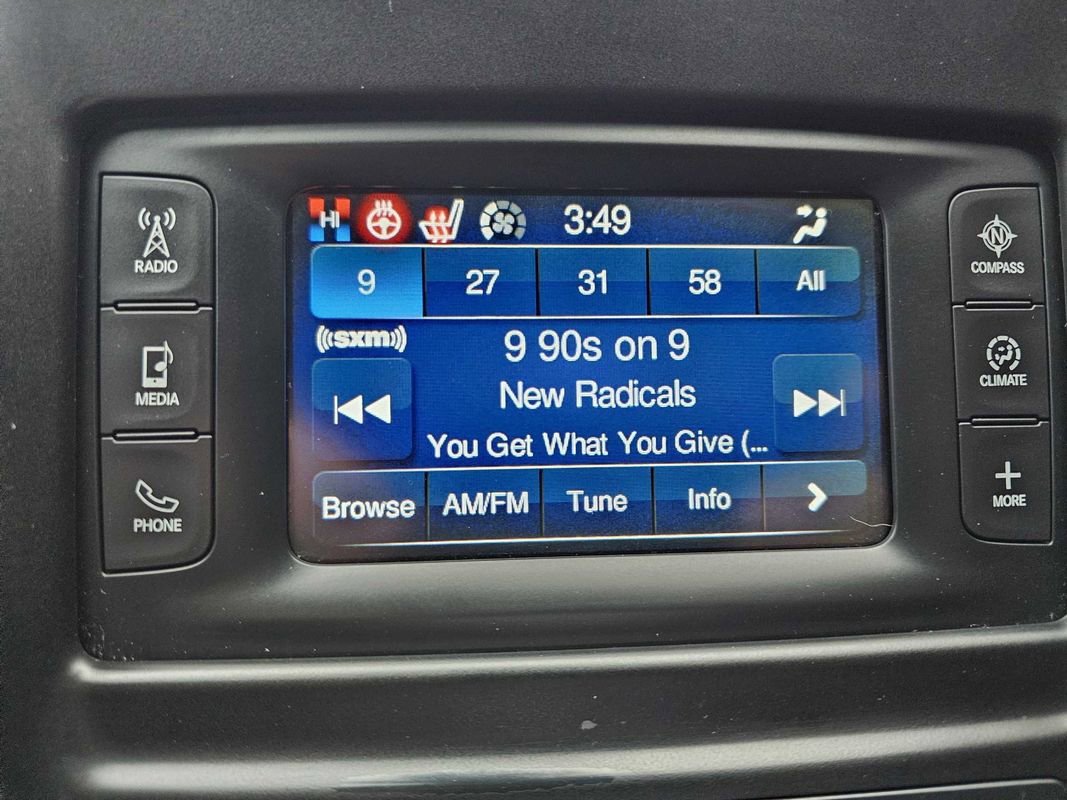 HI 3:49
9 27 31 58 All
((sxm))
9 90s on 9
New Radicals
You Get What You Give (...
Browse AM/FM Tune Info
RADIO
MEDIA
PHONE
N
COMPASS
CLIMATE
MORE